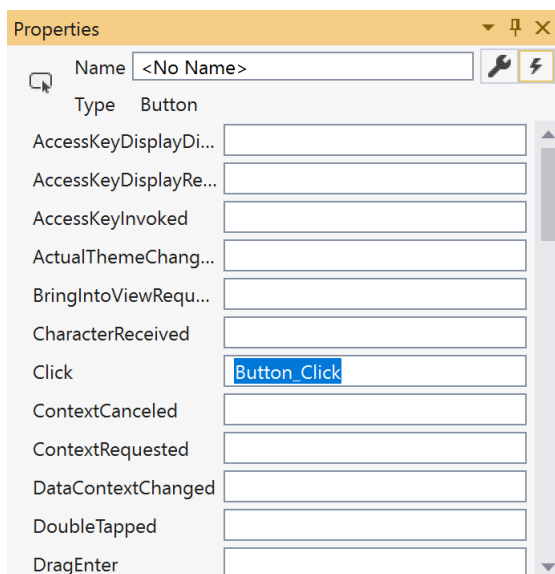 Properties
Name <No Name>
Type Button
AccessKeyDisplayDi...
AccessKeyDisplayRe...
AccessKeyInvoked
ActualThemeChang...
BringIntoViewRequ...
CharacterReceived
Click Button_Click
ContextCanceled
ContextRequested
DataContextChanged
DoubleTapped
DragEnter